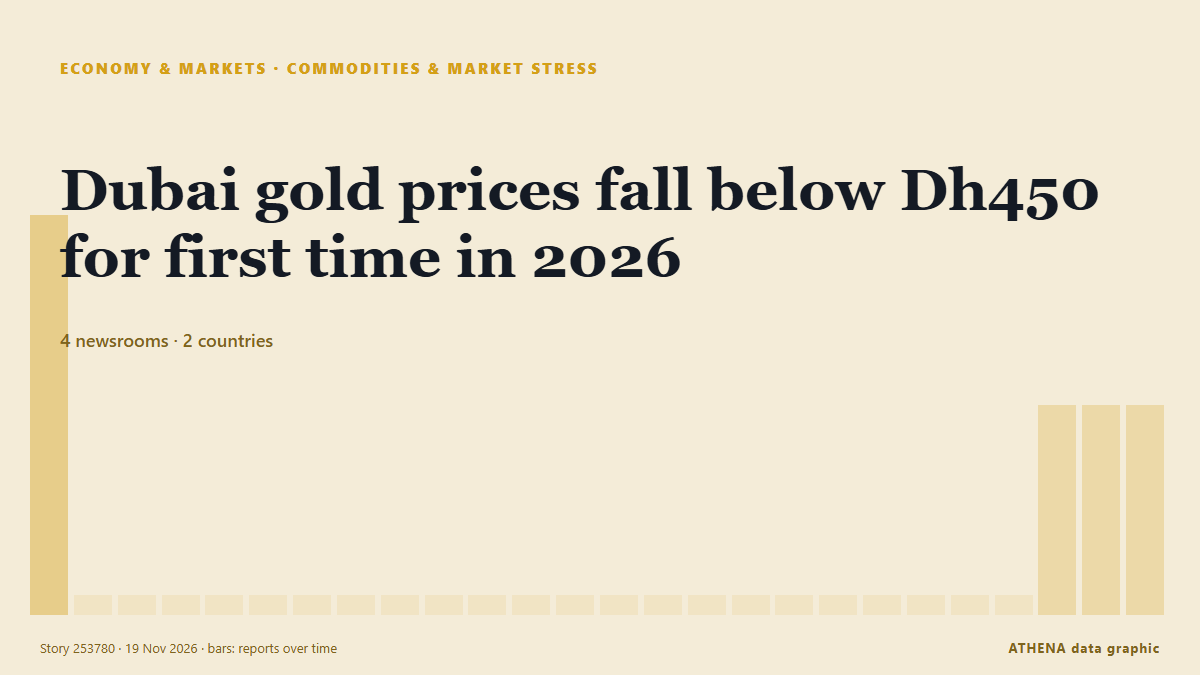 ECONOMY & MARKETS · COMMODITIES & MARKET STRESS
Dubai gold prices fall below Dh450
for first time in 2026
4 newsrooms · 2 countries
Story 253780 · 19 Nov 2026 · bars: reports over time
ATHENA data graphic